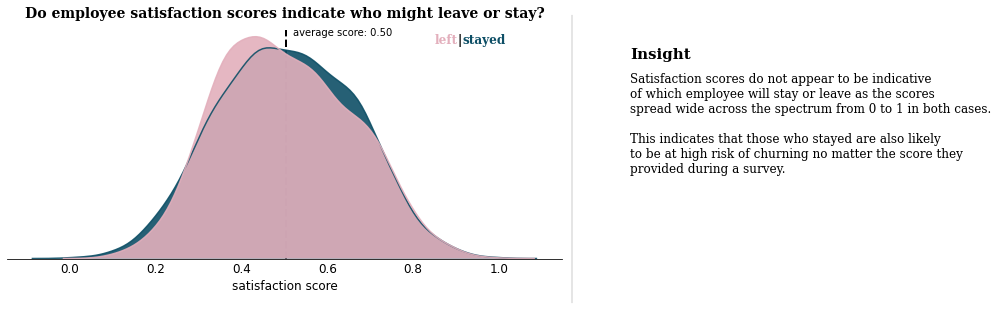 Do employee satisfaction scores indicate who might leave or stay?
average score: 0.50
left|stayed
0.0 0.2 0.4 0.6 0.8 1.0
satisfaction score
Insight
Satisfaction scores do not appear to be indicative
of which employee will stay or leave as the scores
spread wide across the spectrum from 0 to 1 in both cases.
This indicates that those who stayed are also likely
to be at high risk of churning no matter the score they
provided during a survey.